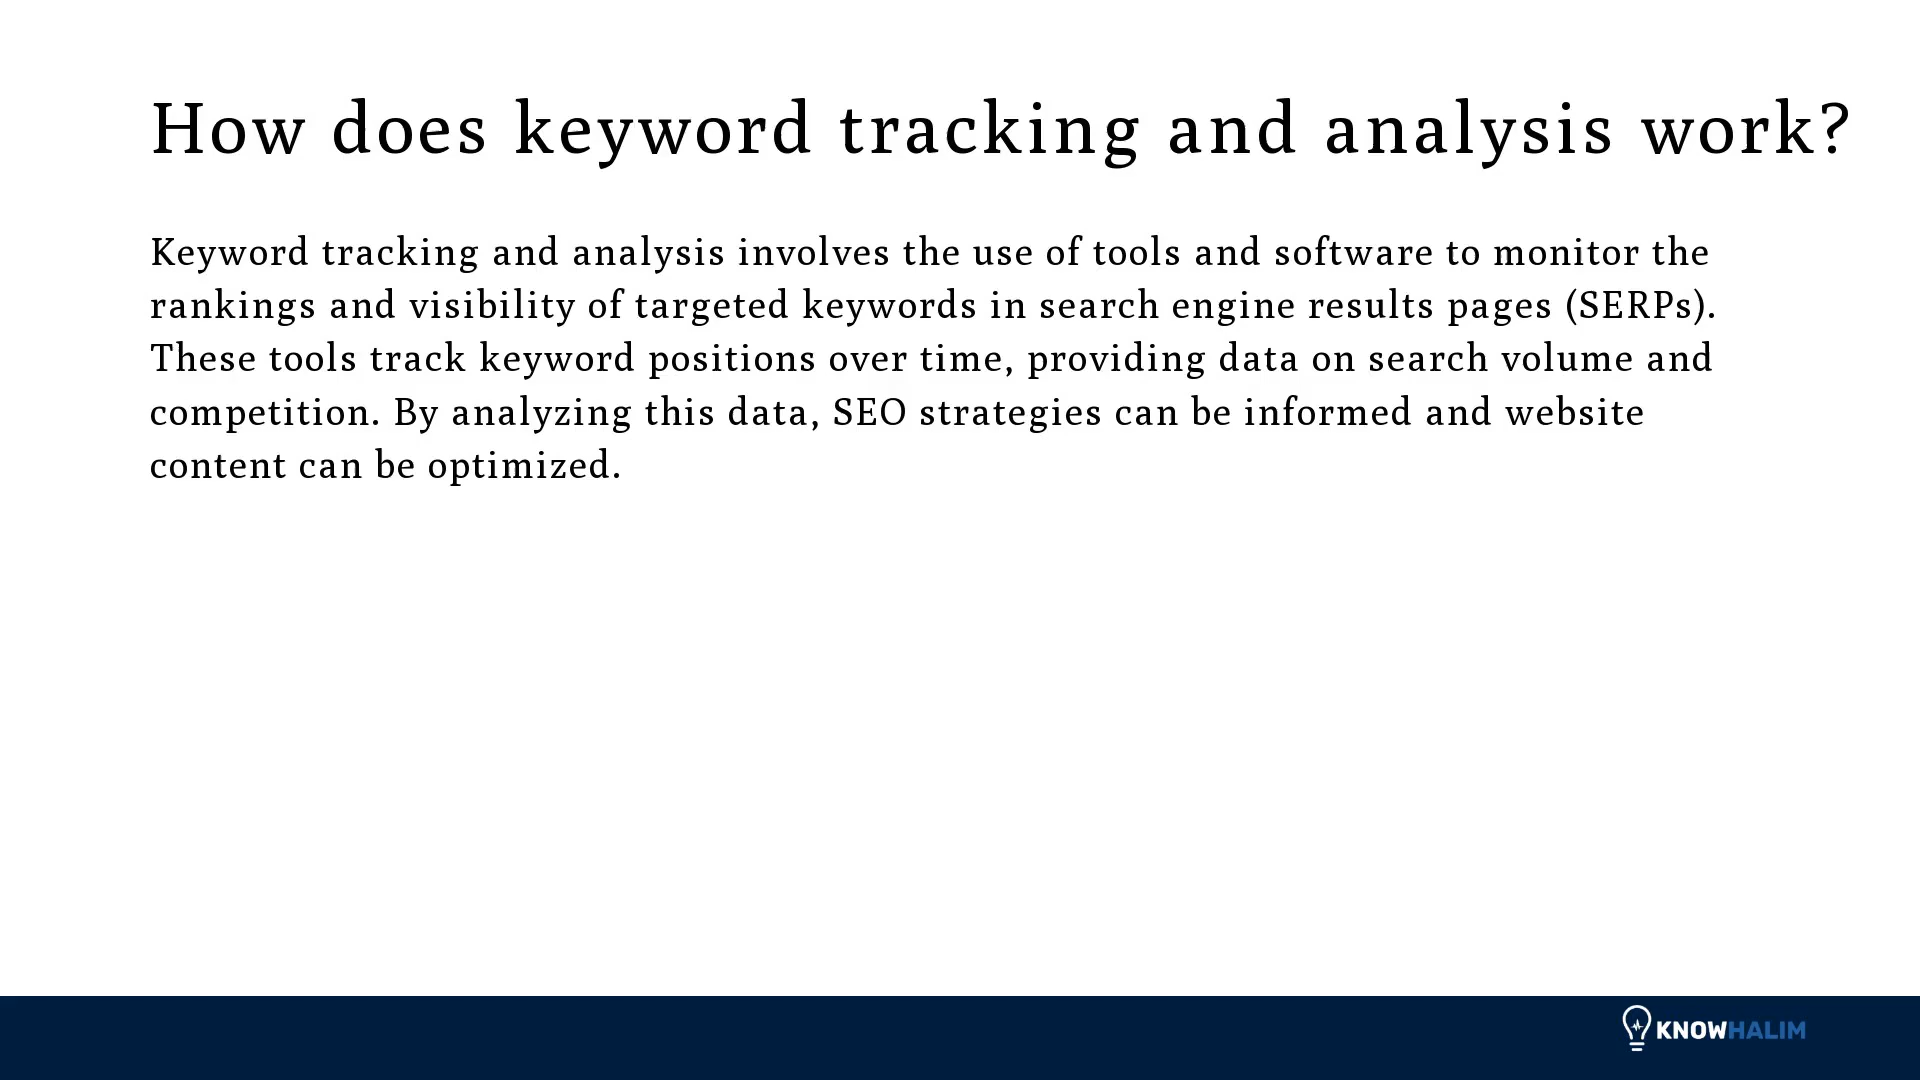 How does keyword tracking and analysis work?
Keyword tracking and analysis involves the use of tools and software to monitor the
rankings and visibility of targeted keywords in search engine results pages (SERPs).
These tools track keyword positions over time, providing data on search volume and
competition. By analyzing this data, SEO strategies can be informed and website
content can be optimized.
KNOWHALIM